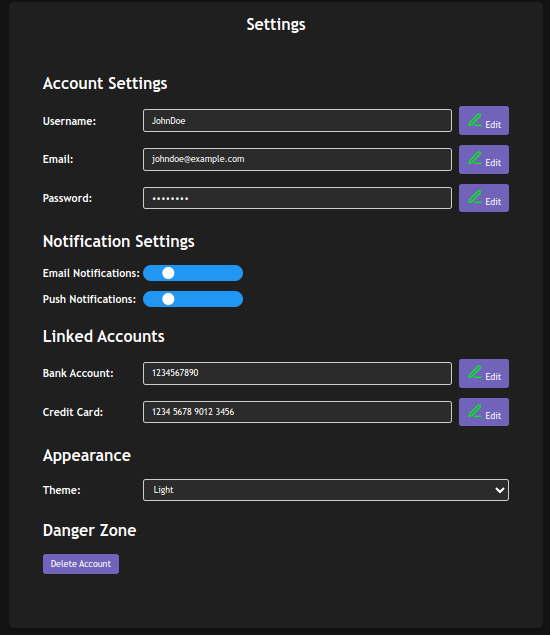 Settings
Account Settings
Username: JohnDoe Edit
Email: johndoe@example.com Edit
Password: •••••••• Edit
Notification Settings
Email Notifications:
Push Notifications:
Linked Accounts
Bank Account: 1234567890 Edit
Credit Card: 1234 5678 9012 3456 Edit
Appearance
Theme: Light
Danger Zone
Delete Account